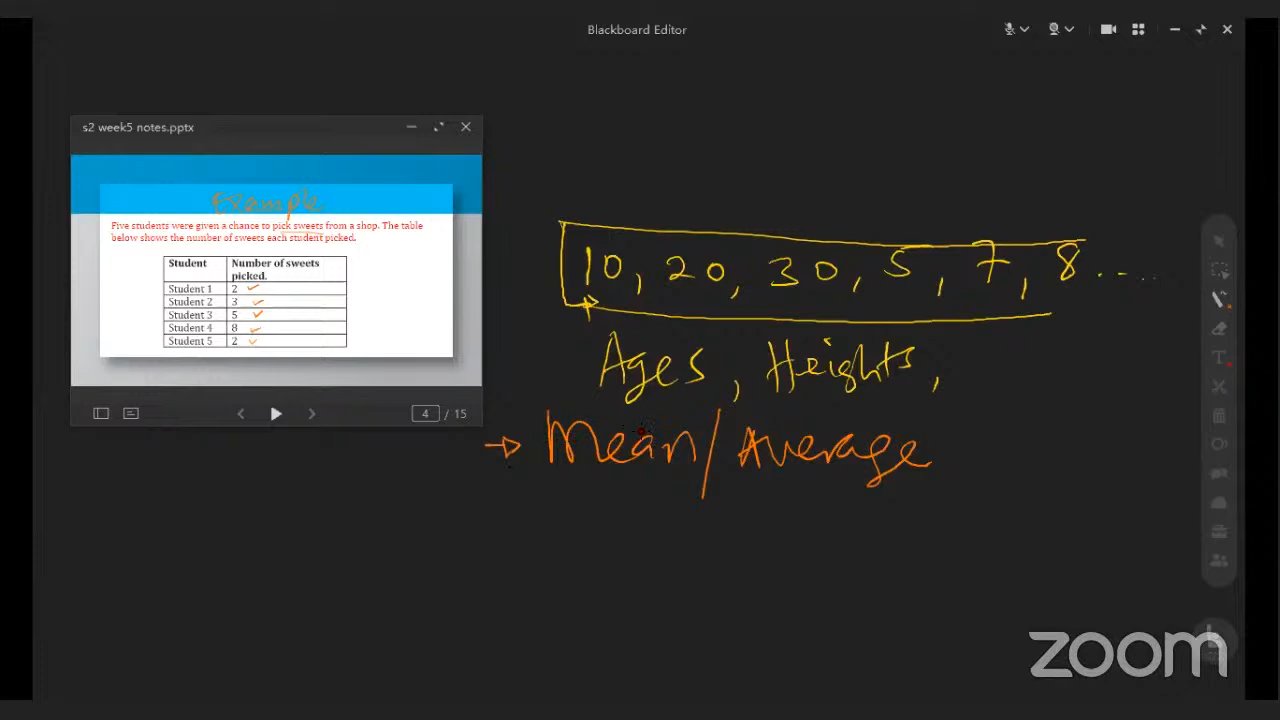 Blackboard Editor
s2 week5 notes.pptx
Example
Five students were given a chance to pick sweets from a shop. The table
below shows the number of sweets each student picked.
Student Number of sweets picked.
Student 1 2
Student 2 3
Student 3 5
Student 4 8
Student 5 2
4 / 15
10, 20, 30, 5, 7, 8 ......
Ages, Heights,
→ Mean/Average
zoom